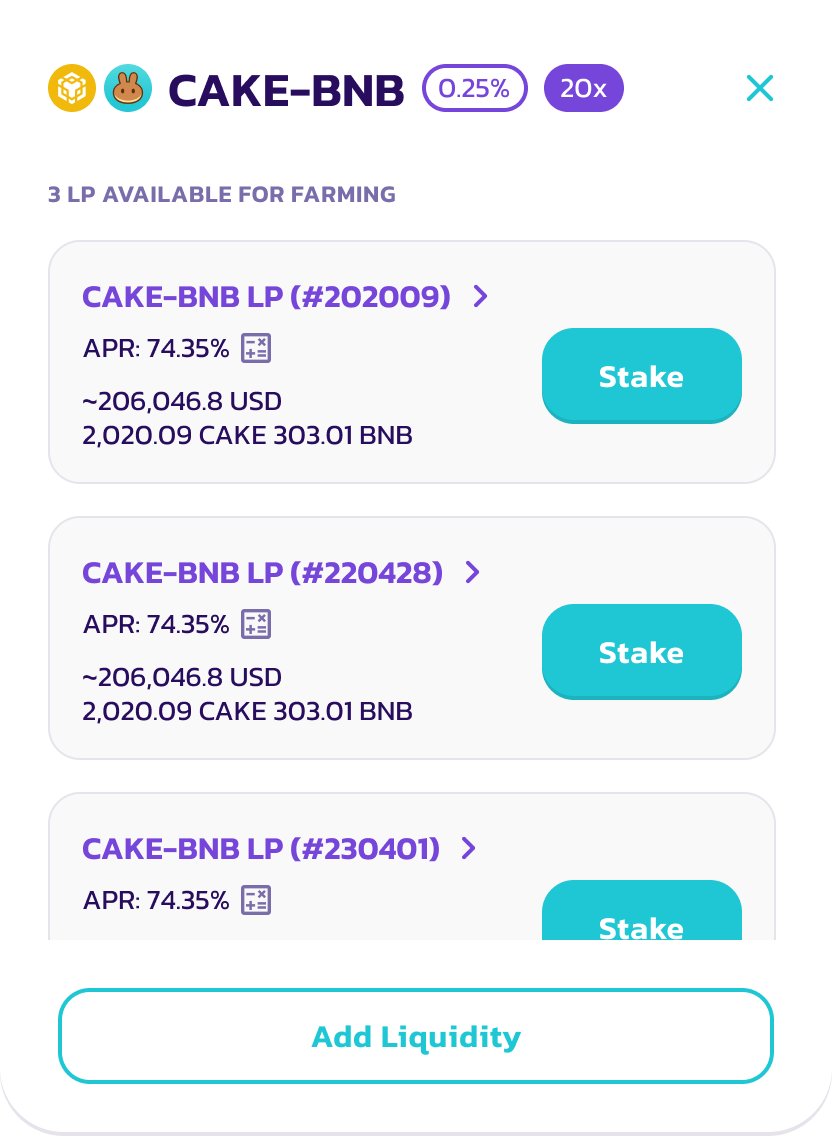 CAKE-BNB 0.25% 20x
3 LP AVAILABLE FOR FARMING
CAKE-BNB LP (#202009)
APR: 74.35%
~206,046.8 USD
2,020.09 CAKE 303.01 BNB
Stake
CAKE-BNB LP (#220428)
APR: 74.35%
~206,046.8 USD
2,020.09 CAKE 303.01 BNB
Stake
CAKE-BNB LP (#230401)
APR: 74.35%
Stake
Add Liquidity